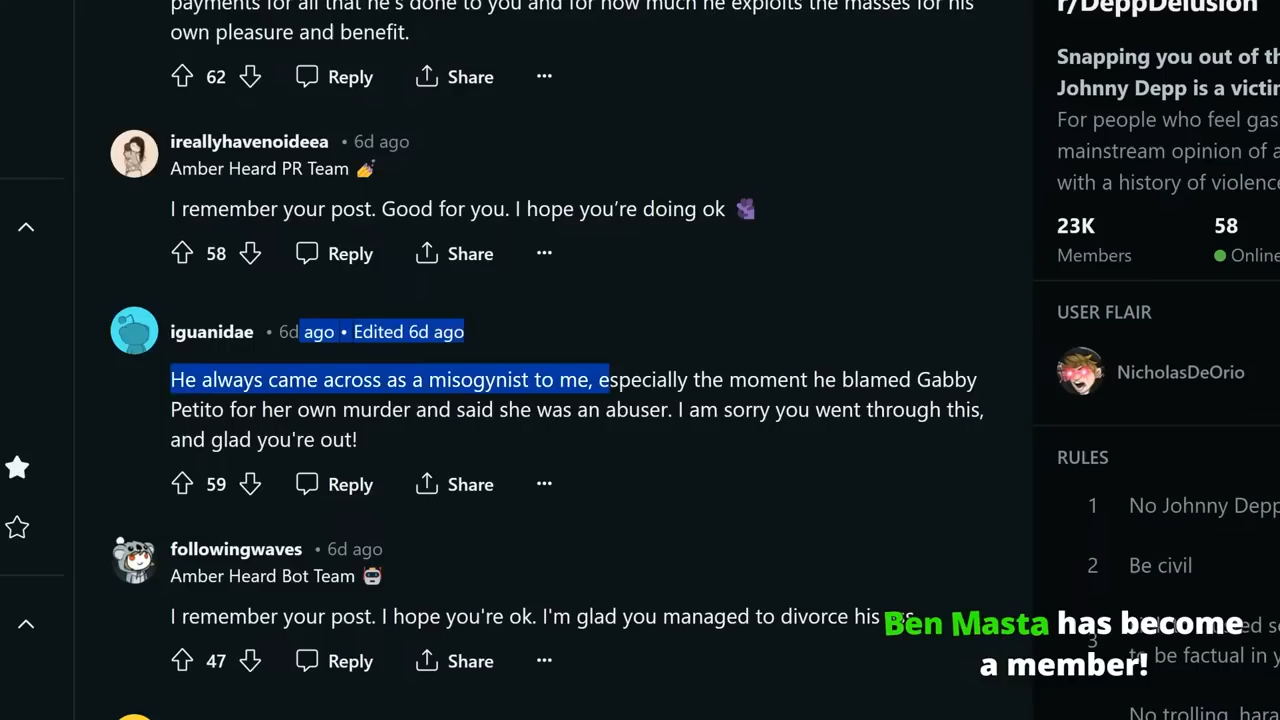 payments for all that he's done to you and for how much he exploits the masses for his
own pleasure and benefit.
62 Reply Share
ireallyhavenoideea • 6d ago
Amber Heard PR Team
I remember your post. Good for you. I hope you're doing ok
58 Reply Share
iguanidae • 6d ago • Edited 6d ago
He always came across as a misogynist to me, especially the moment he blamed Gabby
Petito for her own murder and said she was an abuser. I am sorry you went through this,
and glad you're out!
59 Reply Share
followingwaves • 6d ago
Amber Heard Bot Team
I remember your post. I hope you're ok. I'm glad you managed to divorce his
47 Reply Share
r/DeppDelusion
Snapping you out of
Johnny Depp is a
For people who feel
mainstream opinion of a
with a history of
23K 58
Members Online
USER FLAIR
NicholasDeOrio
RULES
1 No Johnny Depp
2 Be civil
3
be factual in
No trolling,
Ben Masta has become
a member!